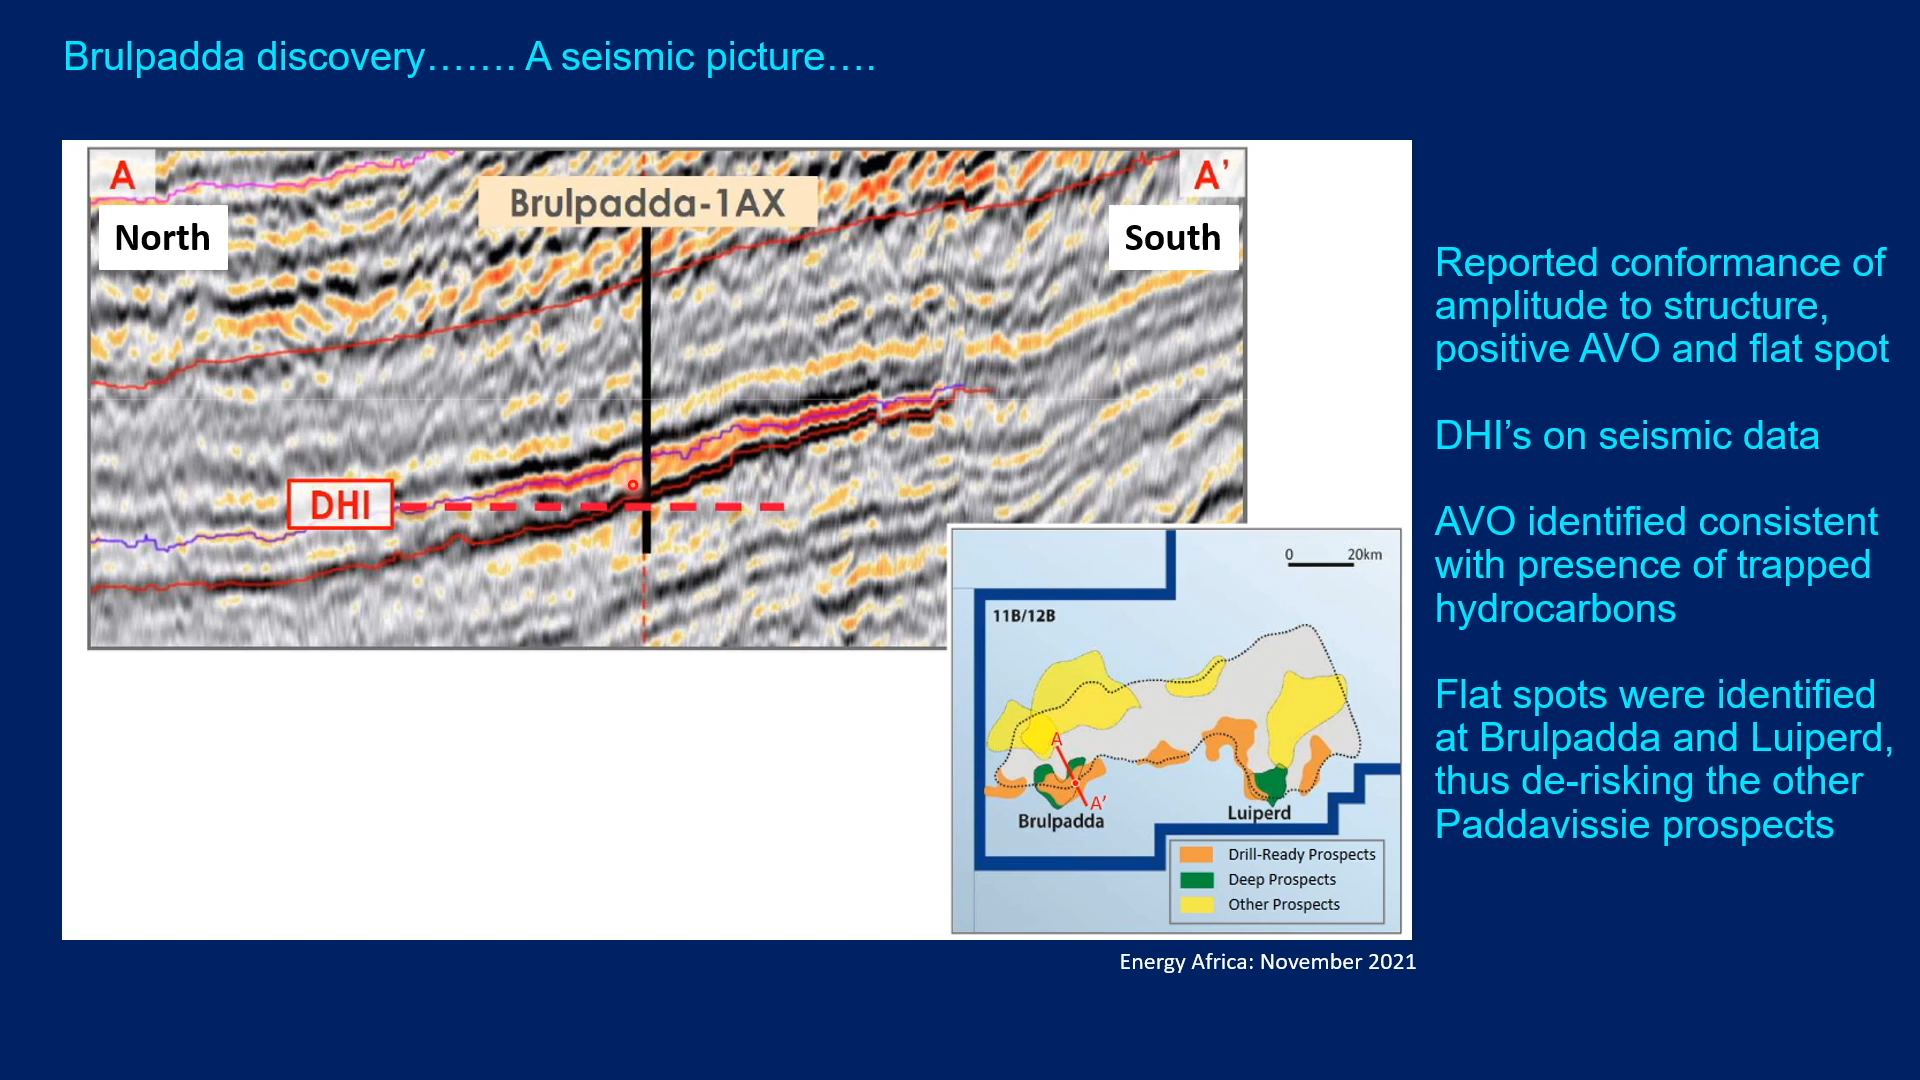 Brulpadda discovery……. A seismic picture….
A
A’
Brulpadda-1AX
North
South
DHI
Reported conformance of
amplitude to structure,
positive AVO and flat spot
DHI’s on seismic data
AVO identified consistent
with presence of trapped
hydrocarbons
Flat spots were identified
at Brulpadda and Luiperd,
thus de-risking the other
Paddavissie prospects
0 20km
11B/12B
A
A’
Brulpadda
Luiperd
Drill-Ready Prospects
Deep Prospects
Other Prospects
Energy Africa: November 2021